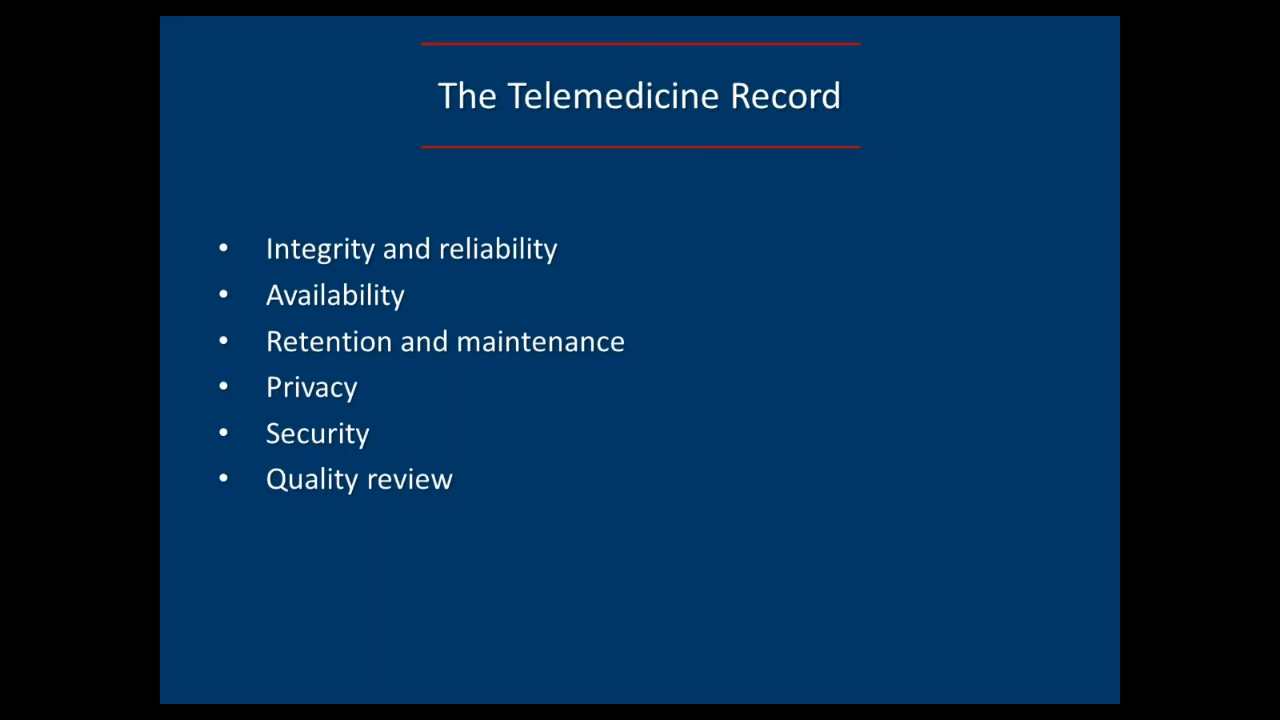 The Telemedicine Record
• Integrity and reliability
• Availability
• Retention and maintenance
• Privacy
• Security
• Quality review